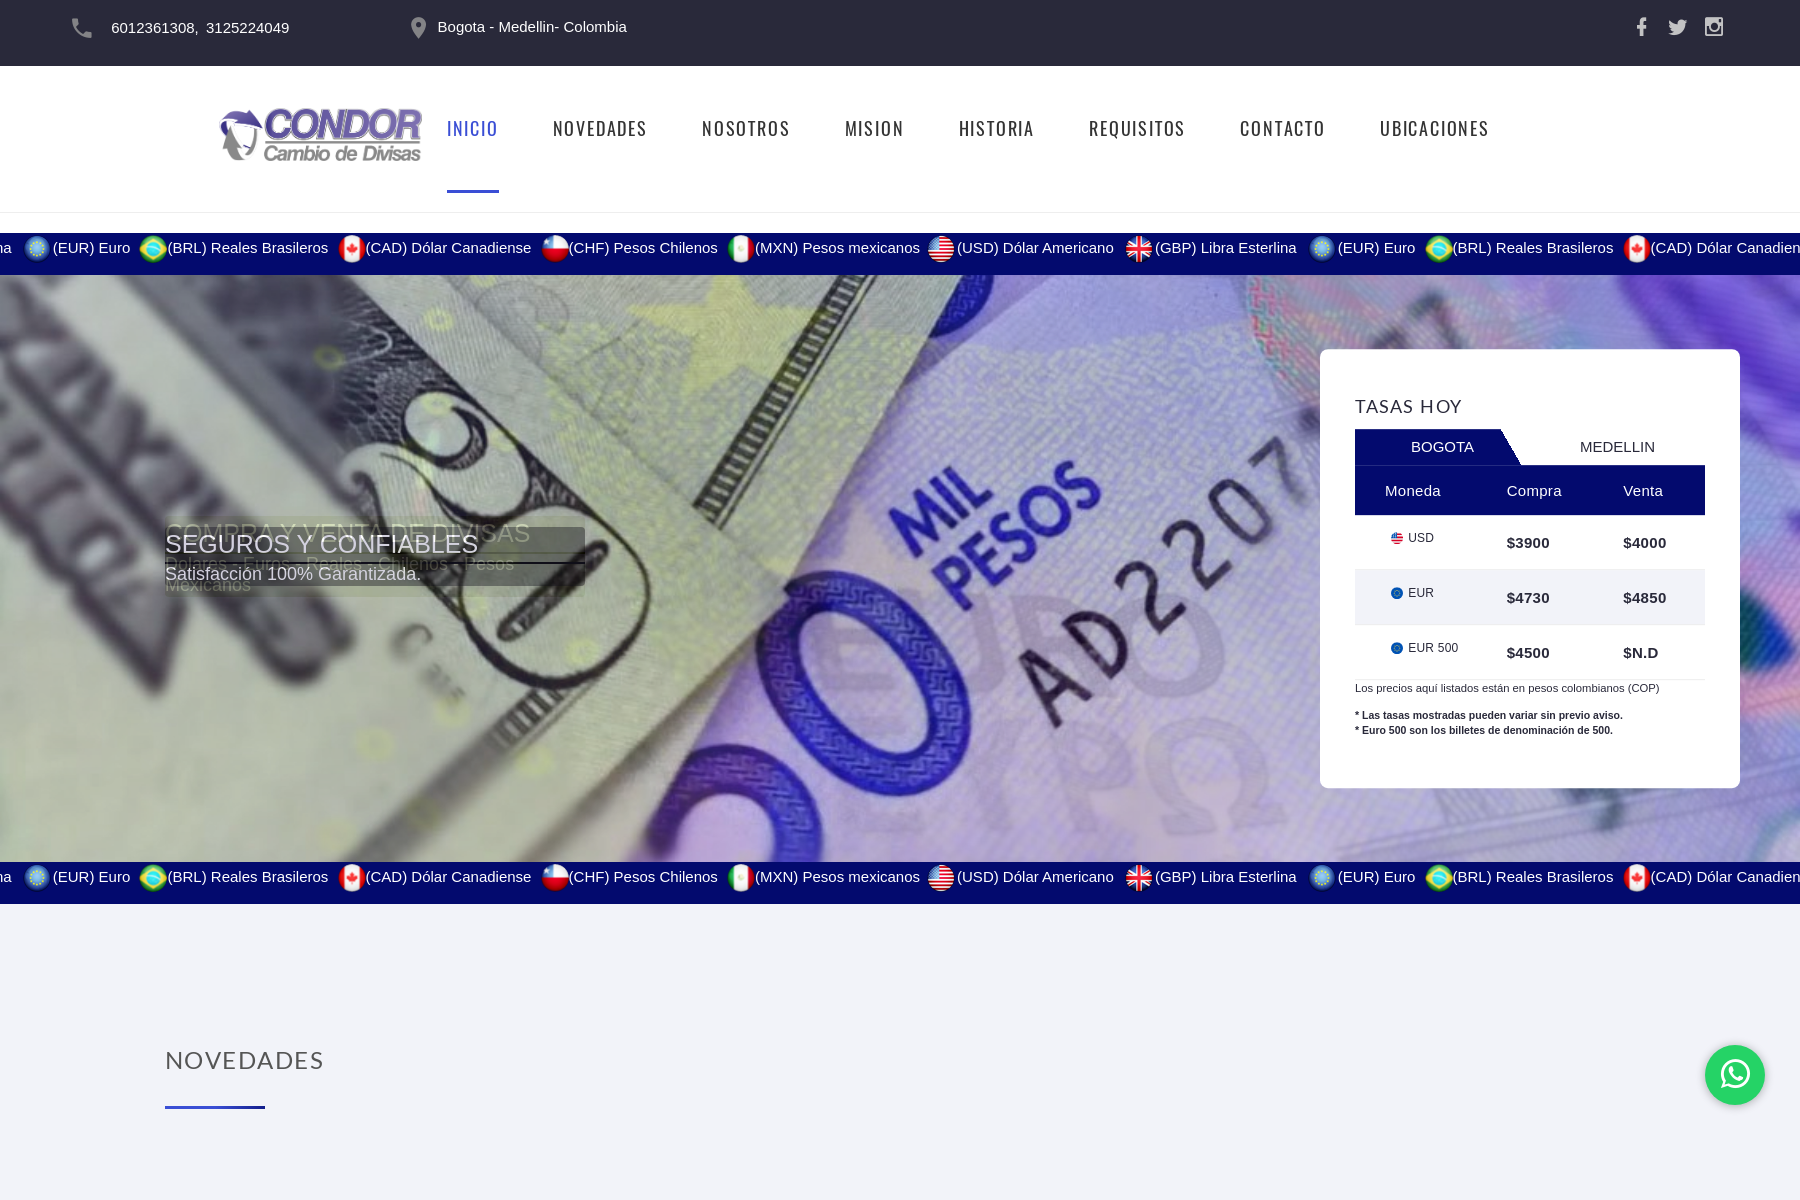 6012361308, 3125224049
Bogota - Medellin- Colombia
CONDOR
Cambio de Divisas
INICIO
NOVEDADES
NOSOTROS
MISION
HISTORIA
REQUISITOS
CONTACTO
UBICACIONES
na (EUR) Euro (BRL) Reales Brasileros (CAD) Dólar Canadiense (CHF) Pesos Chilenos (MXN) Pesos mexicanos (USD) Dólar Americano (GBP) Libra Esterlina (EUR) Euro (BRL) Reales Brasileros (CAD) Dólar Canadien
MIL
PESOS
AD2207
EURO
ΕΥΡΩ
COMPRA Y VENTA DE DIVISAS
Dolares - Euros - Reales - Chilenos - Pesos
Mexicanos
SEGUROS Y CONFIABLES
Satisfacción 100% Garantizada.
TASAS HOY
BOGOTA MEDELLIN
Moneda Compra Venta
USD $3900 $4000
EUR $4730 $4850
EUR 500 $4500 $N.D
Los precios aquí listados están en pesos colombianos (COP)
* Las tasas mostradas pueden variar sin previo aviso.
* Euro 500 son los billetes de denominación de 500.
na (EUR) Euro (BRL) Reales Brasileros (CAD) Dólar Canadiense (CHF) Pesos Chilenos (MXN) Pesos mexicanos (USD) Dólar Americano (GBP) Libra Esterlina (EUR) Euro (BRL) Reales Brasileros (CAD) Dólar Canadien
NOVEDADES